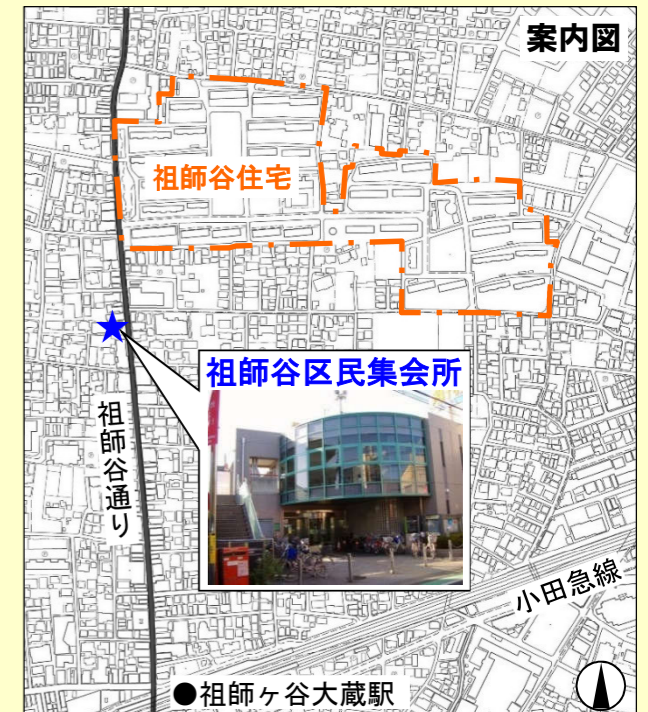 案内図
祖師谷住宅
祖師谷区民集会所
祖師谷通り
小田急線
●祖師ヶ谷大蔵駅